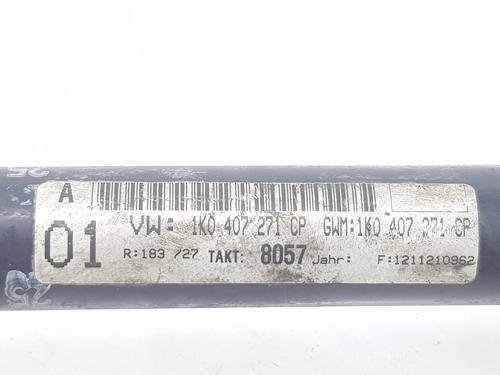 A
01 VW: 1K0 407 271 CP GWM:1K0 407 271 CP
R:183 /27 TAKT: 8057 Jahr: F:1211210962